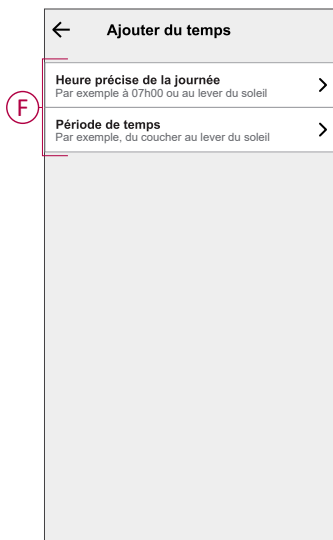 Ajouter du temps
Heure précise de la journée
Par exemple à 07h00 ou au lever du soleil
F
Période de temps
Par exemple, du coucher au lever du soleil